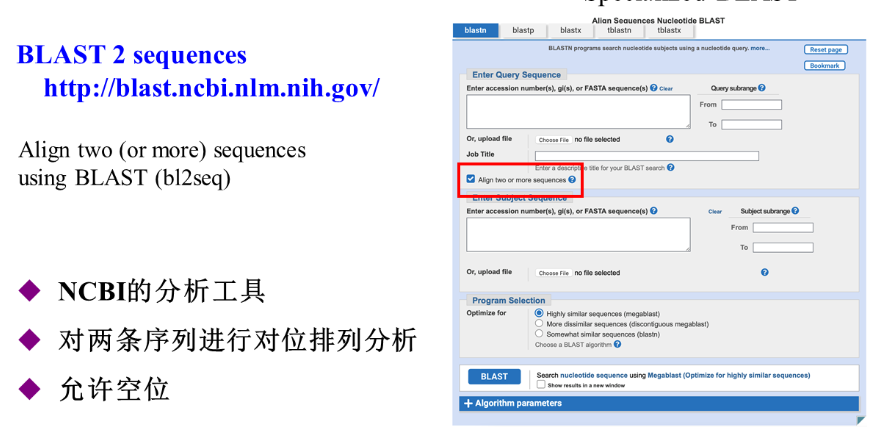 BLAST 2 sequences
http://blast.ncbi.nlm.nih.gov/
Align two (or more) sequences
using BLAST (bl2seq)
◆ NCBI的分析工具
◆ 对两条序列进行对位排列分析
◆ 允许空位
Align Sequences Nucleotide BLAST
blastn blastp blastx tblastn tblastx
BLASTN programs search nucleotide subjects using a nucleotide query. more...
Reset page
Bookmark
Enter Query Sequence
Enter accession number(s), gi(s), or FASTA sequence(s) Clear
Query subrange
From
To
Or, upload file Choose File no file selected
Job Title
Enter a descriptive title for your BLAST search
Align two or more sequences
Enter Subject Sequence
Enter accession number(s), gi(s), or FASTA sequence(s) Clear
Subject subrange
From
To
Or, upload file Choose File no file selected
Program Selection
Optimize for Highly similar sequences (megablast)
More dissimilar sequences (discontiguous megablast)
Somewhat similar sequences (blastn)
Choose a BLAST algorithm
BLAST Search nucleotide sequence using Megablast (Optimize for highly similar sequences)
Show results in a new window
+ Algorithm parameters